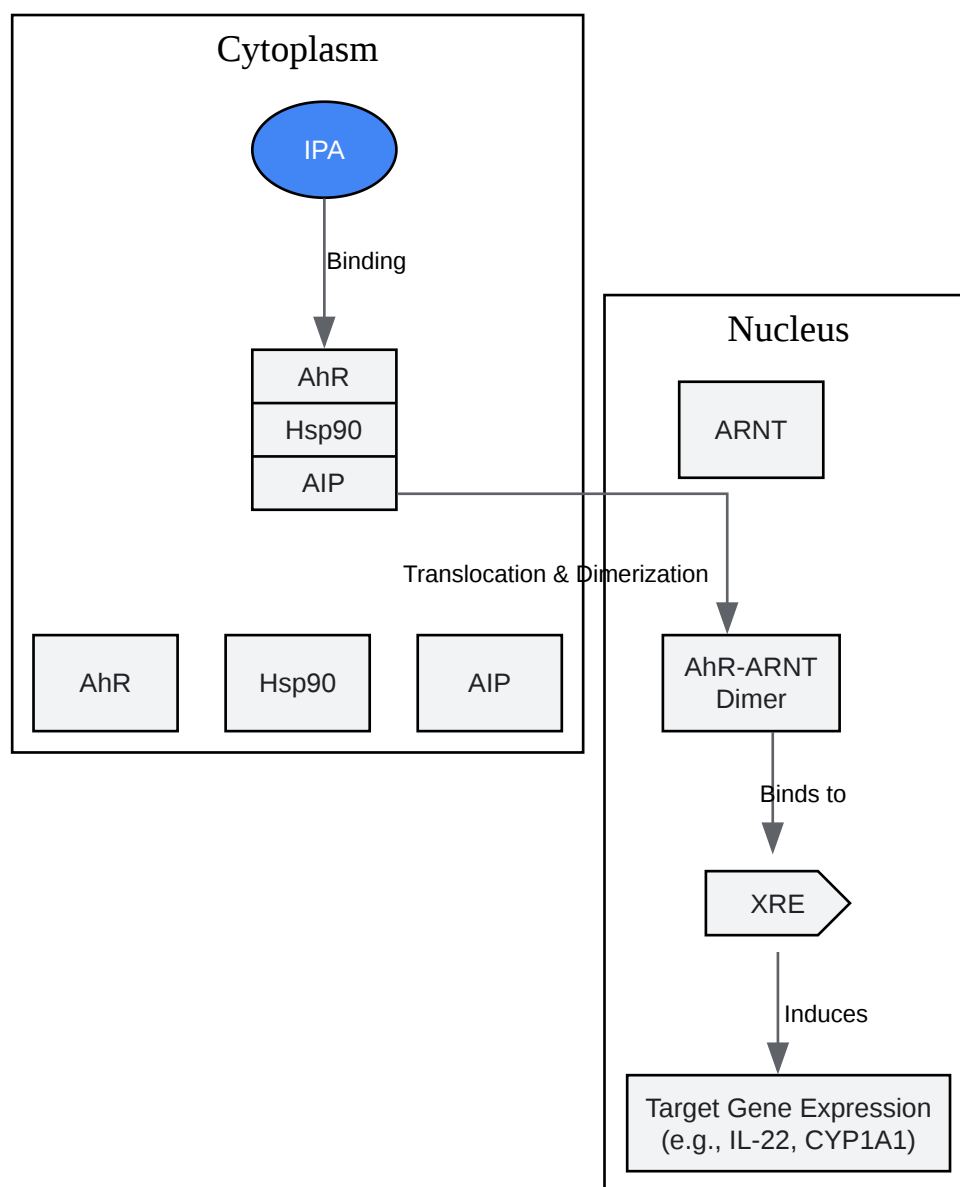 Cytoplasm
IPA
Binding
AhR
Hsp90
AIP
Translocation & Dimerization
AhR
Hsp90
AIP
Nucleus
ARNT
AhR-ARNT
Dimer
Binds to
XRE
Induces
Target Gene Expression
(e.g., IL-22, CYP1A1)